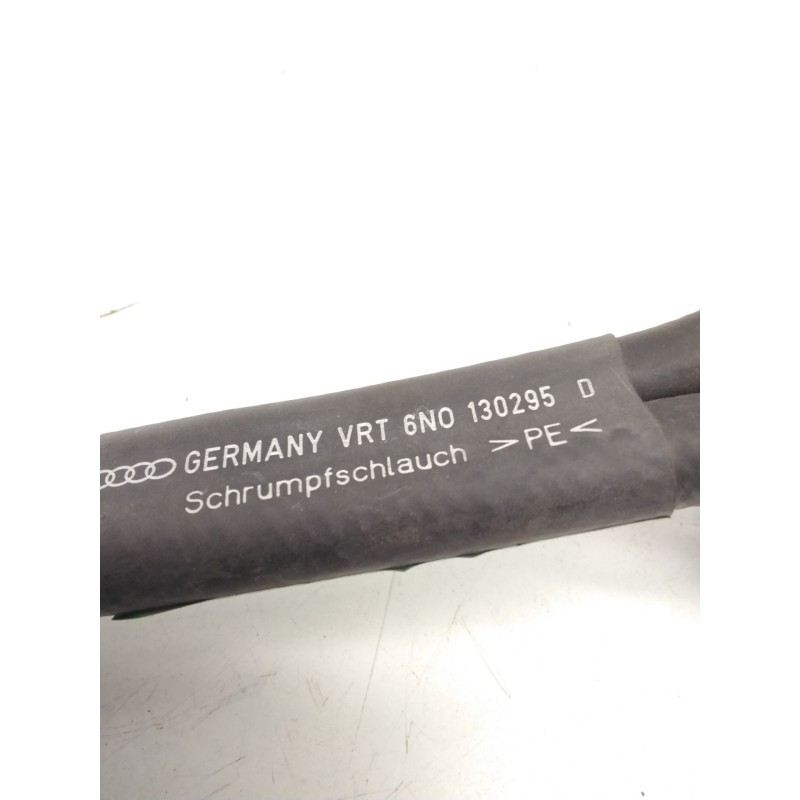 GERMANY VRT 6N0 130295 D
Schrumpfschlauch >PE<